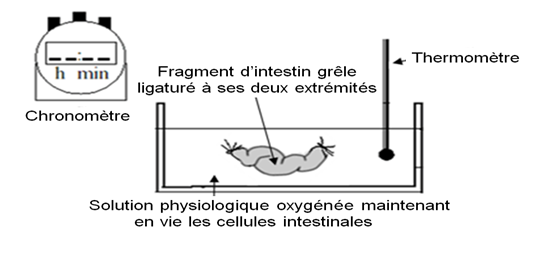 h min
Chronomètre
Fragment d'intestin grêle
ligaturé à ses deux extrémités
Thermomètre
Solution physiologique oxygénée maintenant
en vie les cellules intestinales